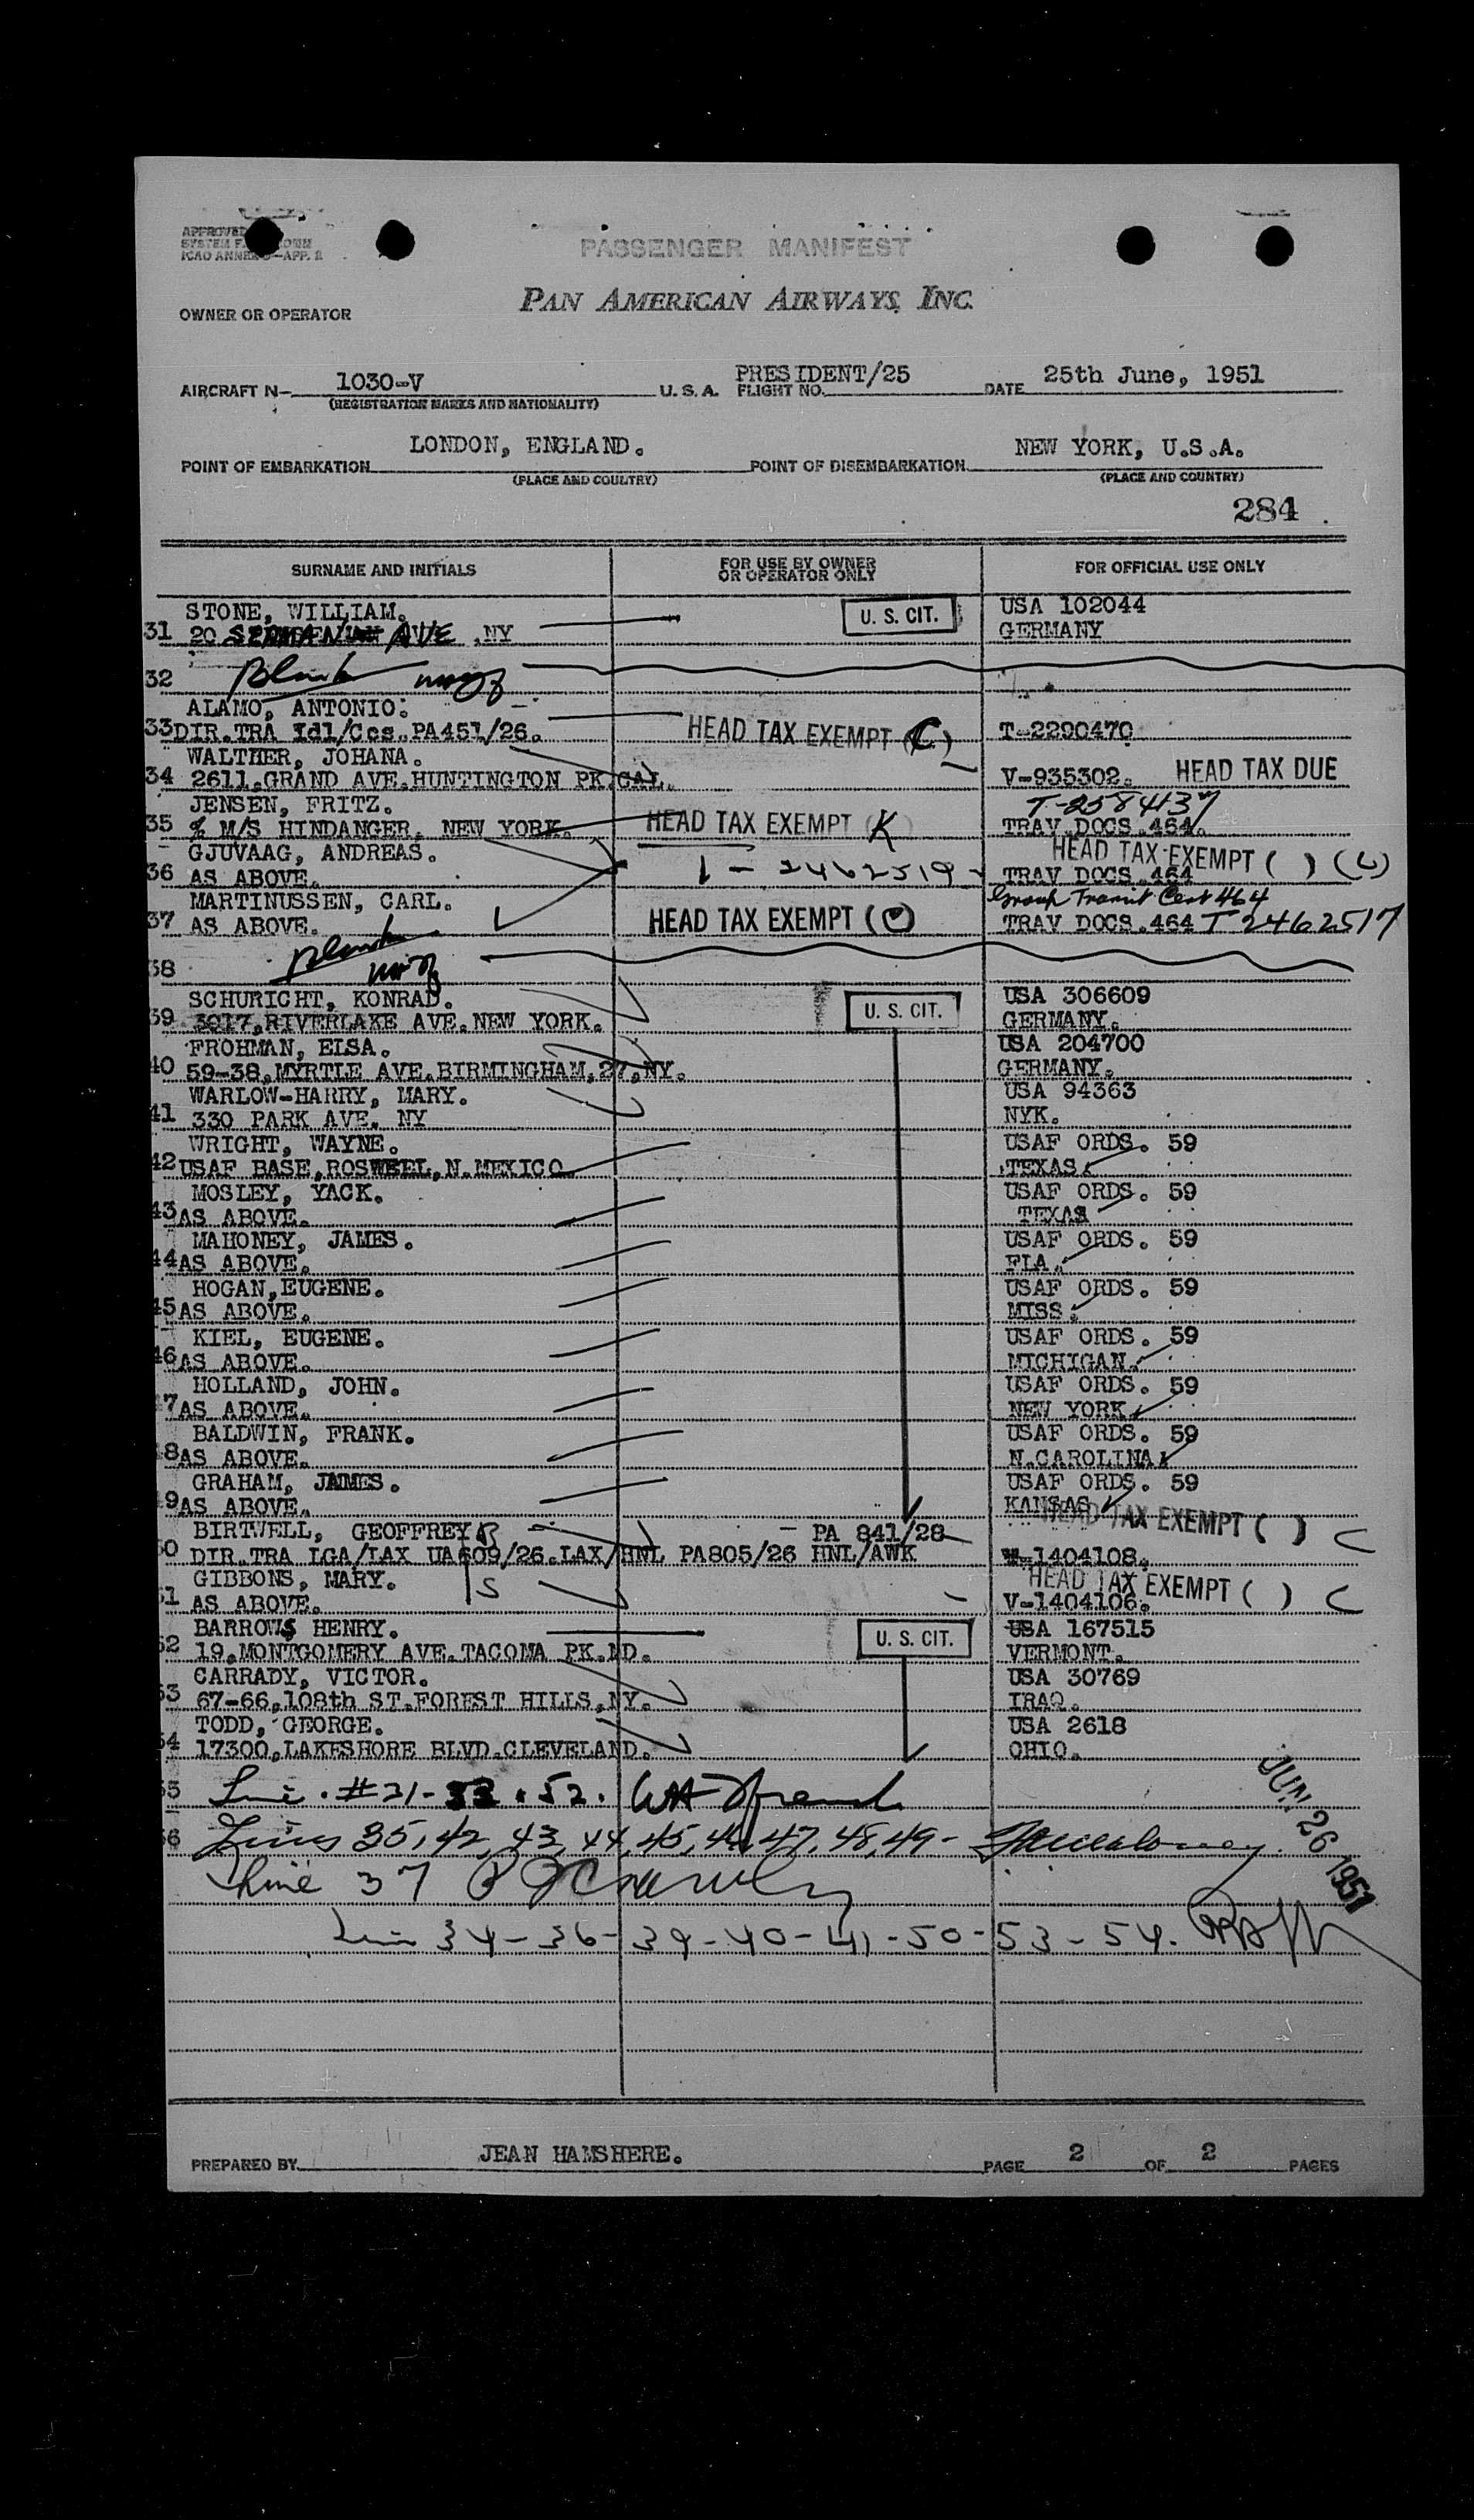 APPROVED
SYSTEM F
ICAO ANNEX -APP. 2
PASSENGER MANIFEST
OWNER OR OPERATOR
PAN AMERICAN AIRWAYS, INC.
AIRCRAFT N- 1030-V U. S. A. FLIGHT NO. PRESIDENT/25 DATE 25th June, 1951
(REGISTRATION MARKS AND NATIONALITY)
POINT OF EMBARKATION LONDON, ENGLAND. POINT OF DISEMBARKATION NEW YORK, U.S.A.
(PLACE AND COUNTRY) (PLACE AND COUNTRY)
284
SURNAME AND INITIALS FOR USE BY OWNER OR OPERATOR ONLY FOR OFFICIAL USE ONLY
STONE, WILLIAM. U. S. CIT. USA 102044
31 20 AVE ,NY GERMANY
32 Blank
ALAMO, ANTONIO. HEAD TAX EXEMPT (C)
33 DIR.TRA Idl/Ccs.PA451/26. T-2290470
WALTHER, JOHANA.
34 2611.GRAND AVE.HUNTINGTON PK.CAL. V-935302. HEAD TAX DUE
JENSEN, FRITZ. T-258437
35 % M/S HINDANGER. NEW YORK. HEAD TAX EXEMPT (K) TRAV.DOCS.464.
GJUVAAG, ANDREAS. HEAD TAX EXEMPT ( ) (C)
36 AS ABOVE. 1 - 2462519 TRAV DOCS.464
MARTINUSSEN, CARL. Group Transit Cert 464
37 AS ABOVE. HEAD TAX EXEMPT (C) TRAV DOCS.464 T 2462517
38 Blank
SCHURICHT, KONRAD. U. S. CIT. USA 306609
39 3017.RIVERLAKE AVE.NEW YORK. GERMANY.
FROHMAN, ELSA. USA 204700
40 59-38.MYRTLE AVE.BIRMINGHAM,27,NY. GERMANY.
WARLOW-HARRY, MARY. USA 94363
41 330 PARK AVE. NY NYK.
WRIGHT, WAYNE. USAF ORDS. 59
42 USAF BASE,ROSWELL,N.MEXICO TEXAS
MOSLEY, YACK. USAF ORDS. 59
43 AS ABOVE. TEXAS
MAHONEY, JAMES. USAF ORDS. 59
44 AS ABOVE. FLA.
HOGAN,EUGENE. USAF ORDS. 59
45 AS ABOVE. MISS.
KIEL, EUGENE. USAF ORDS. 59
46 AS ABOVE. MICHIGAN.
HOLLAND, JOHN. USAF ORDS. 59
7 AS ABOVE. NEW YORK
BALDWIN, FRANK. USAF ORDS. 59
8 AS ABOVE. N.CAROLINA
GRAHAM, JAMES. USAF ORDS. 59
9 AS ABOVE. KANSAS
BIRTWELL, GEOFFREY R PA 841/28 HEAD TAX EXEMPT ( ) C
0 DIR.TRA LGA/LAX UA609/26.LAX/HNL PA805/26 HNL/AWK V-1404108.
GIBBONS, MARY. S HEAD TAX EXEMPT ( ) C
1 AS ABOVE. V-1404106.
BARROWS HENRY. U. S. CIT. USA 167515
52 19.MONTGOMERY AVE.TACOMA PK.MD. VERMONT.
CARRADY, VICTOR. USA 30769
53 67-66,108th ST.FOREST HILLS,NY. IRAQ.
TODD, GEORGE. USA 2618
54 17300.LAKESHORE BLVD.CLEVELAND. OHIO.
55 Line #31-33.52.
56 Lines 35,42,43,44,45,46,47,48,49-
JUN 26 1951
Line 37
Line 34-36-39-40-41-50-53-54.
PREPARED BY JEAN HAMSHERE. PAGE 2 OF 2 PAGES